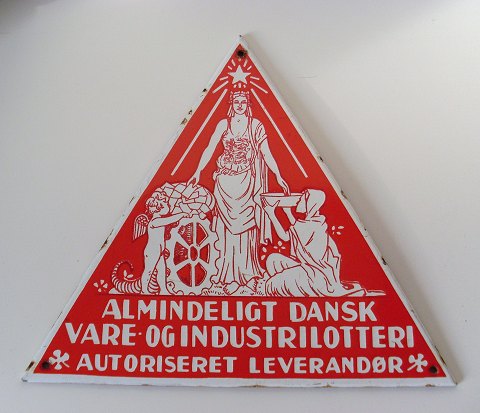 ALMINDELIGT DANSK
VARE-OG INDUSTRILOTTERI
AUTORISERET LEVERANDØR